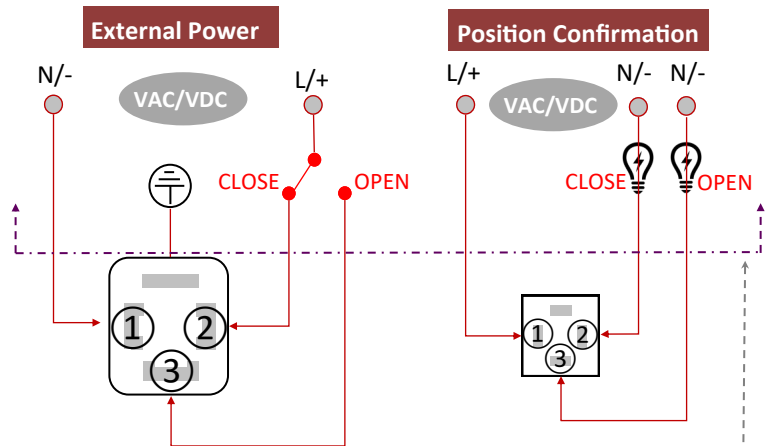 External Power
Position Confirmation
N/-
VAC/VDC
L/+
L/+
VAC/VDC
N/-
N/-
CLOSE
OPEN
CLOSE
OPEN
1
2
3
1
2
3